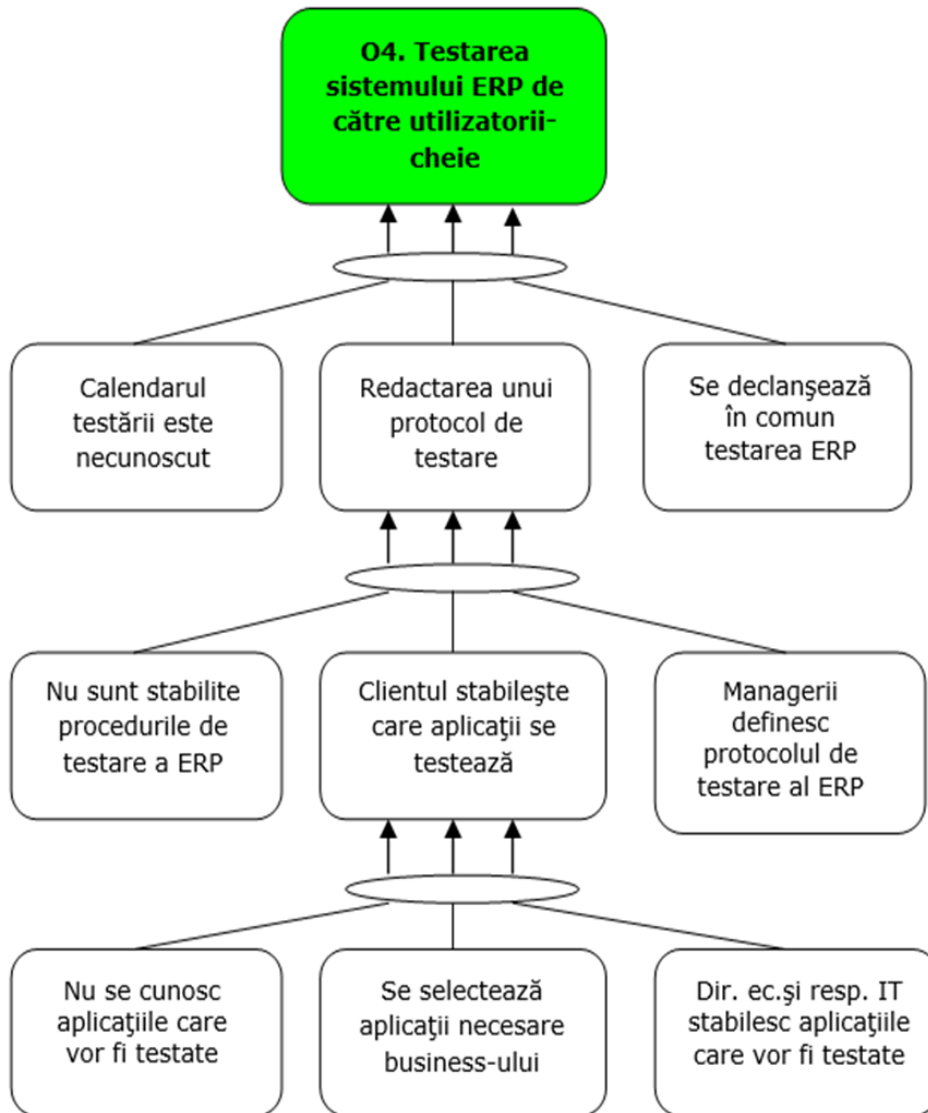 O4. Testarea
sistemului ERP de
către utilizatorii-
cheie
Calendarul
testării este
necunoscut
Redactarea unui
protocol de
testare
Se declanşează
în comun
testarea ERP
Nu sunt stabilite
procedurile de
testare a ERP
Clientul stabileşte
care aplicaţii se
testează
Managerii
definesc
protocolul de
testare al ERP
Nu se cunosc
aplicaţiile care
vor fi testate
Se selectează
aplicaţii necesare
business-ului
Dir. ec.şi resp. IT
stabilesc aplicaţiile
care vor fi testate